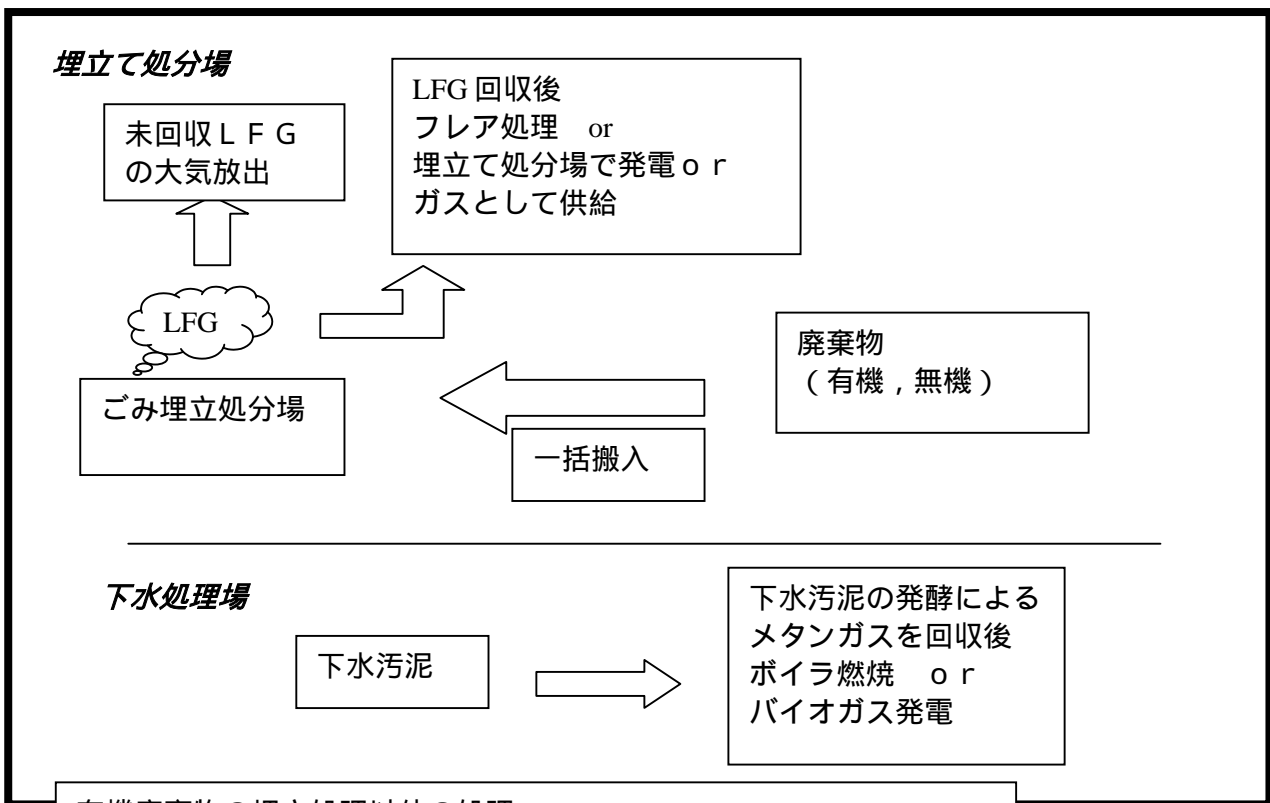 埋立て処分場
未回収ＬＦＧ
の大気放出
LFG 回収後
フレア処理　or
埋立て処分場で発電ｏｒ
ガスとして供給
LFG
ごみ埋立処分場
廃棄物
（有機，無機）
一括搬入
下水処理場
下水汚泥
下水汚泥の発酵による
メタンガスを回収後
ボイラ燃焼　ｏｒ
バイオガス発電